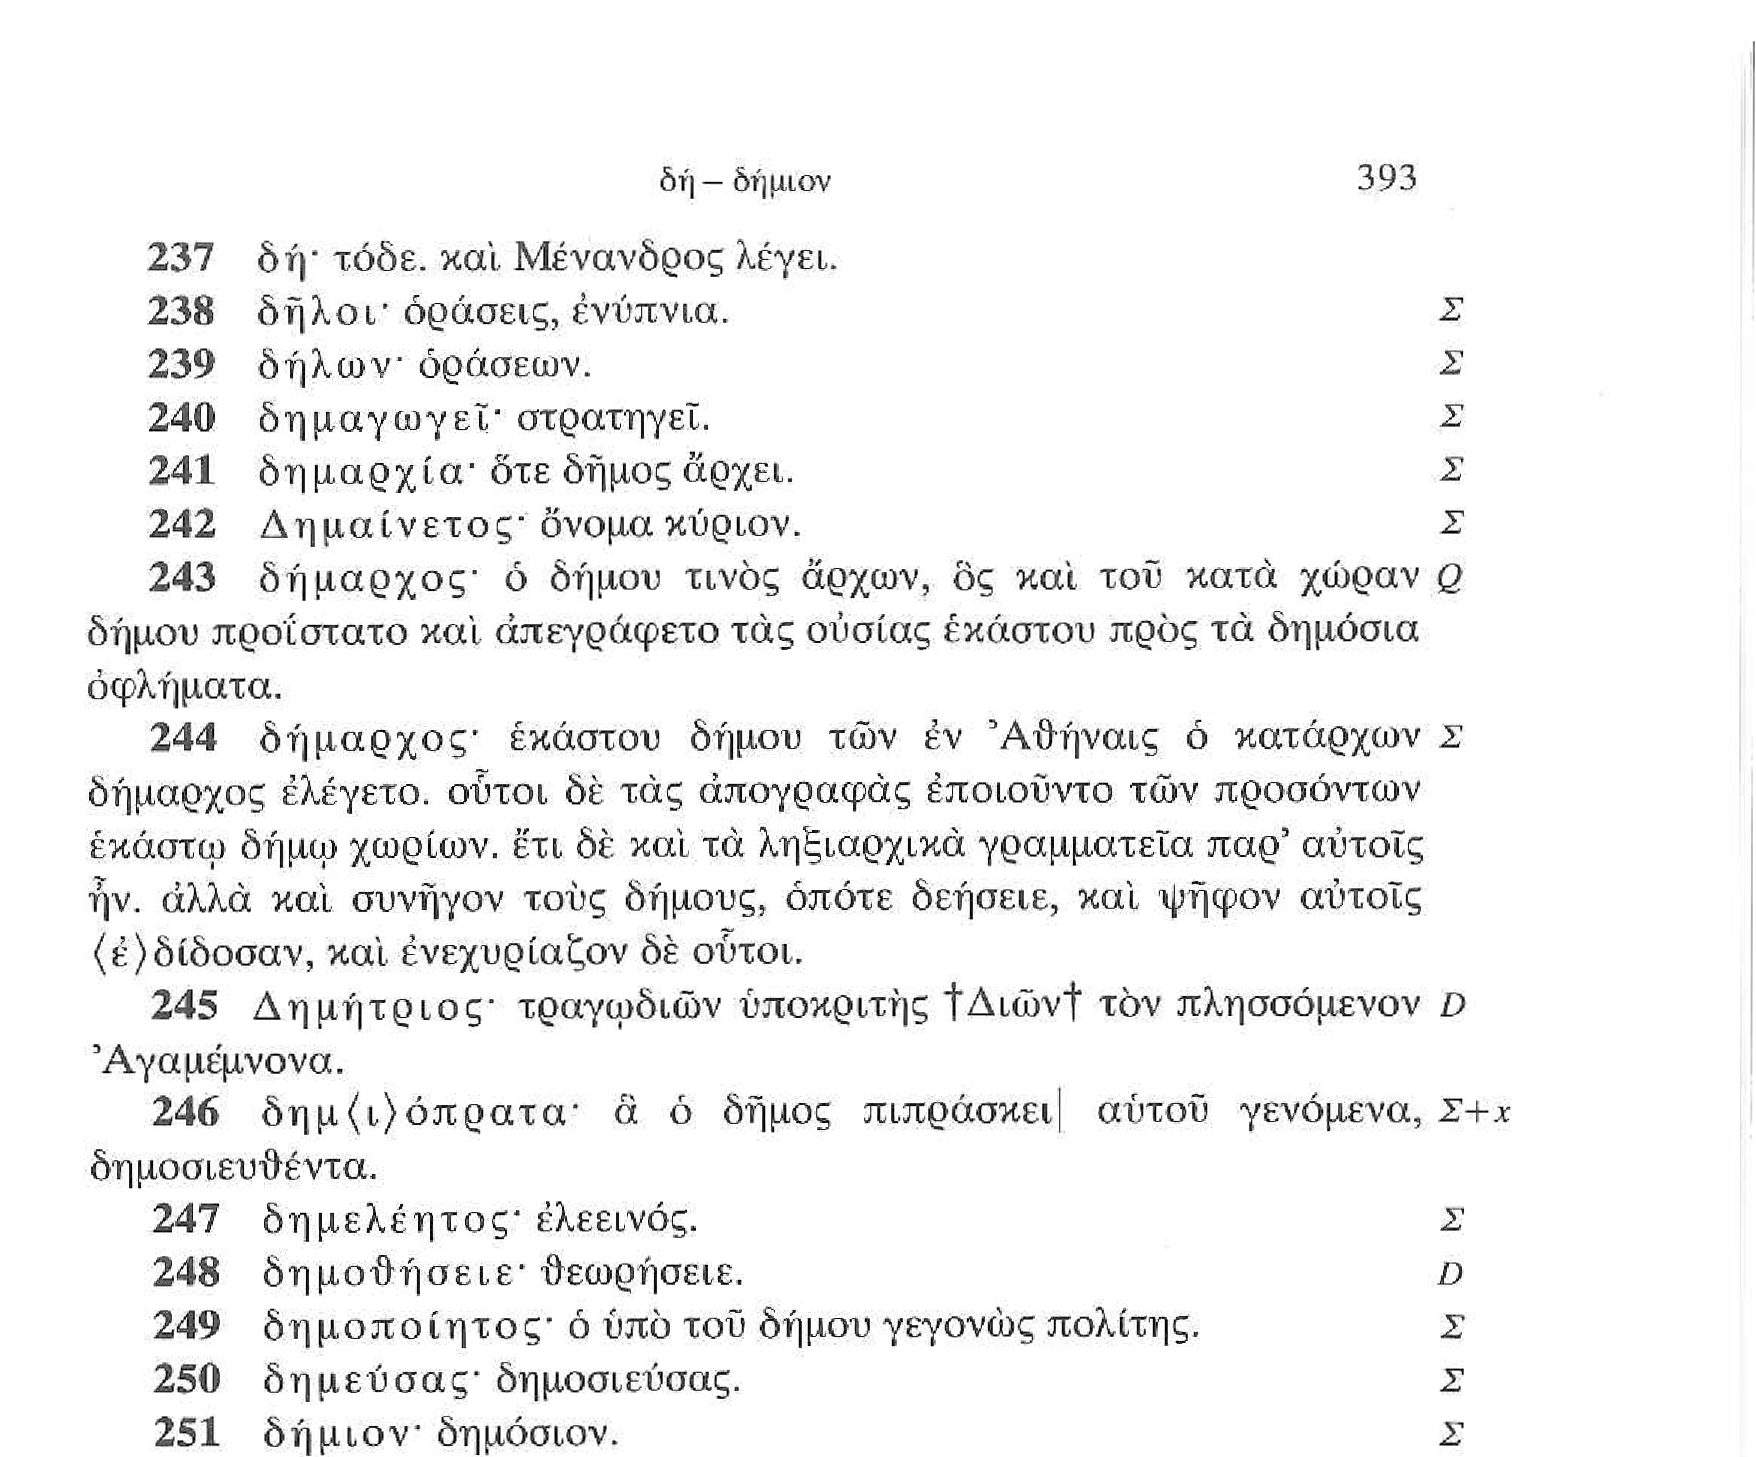 δή – δήμιον 393
237 δή· τόδε. καὶ Μένανδρος λέγει.
238 δῆλοι· ὁράσεις, ἐνύπνια. Σ
239 δήλων· ὁράσεων. Σ
240 δημαγωγεῖ· στρατηγεῖ. Σ
241 δημαρχία· ὅτε δῆμος ἄρχει. Σ
242 Δημαίνετος· ὄνομα κύριον. Σ
243 δήμαρχος· ὁ δήμου τινὸς ἄρχων, ὃς καὶ τοῦ κατὰ χώραν Q
δήμου προΐστατο καὶ ἀπεγράφετο τὰς οὐσίας ἑκάστου πρὸς τὰ δημόσια
ὀφλήματα.
244 δήμαρχος· ἑκάστου δήμου τῶν ἐν Ἀθήναις ὁ κατάρχων Σ
δήμαρχος ἐλέγετο. οὗτοι δὲ τὰς ἀπογραφὰς ἐποιοῦντο τῶν προσόντων
ἑκάστῳ δήμῳ χωρίων. ἔτι δὲ καὶ τὰ ληξιαρχικὰ γραμματεῖα παρ’ αὐτοῖς
ἦν. ἀλλὰ καὶ συνῆγον τοὺς δήμους, ὁπότε δεήσειε, καὶ ψῆφον αὐτοῖς
⟨ἐ⟩δίδοσαν, καὶ ἐνεχυρίαζον δὲ οὗτοι.
245 Δημήτριος· τραγῳδιῶν ὑποκριτὴς †Διῶν† τὸν πλησσόμενον D
Ἀγαμέμνονα.
246 δημ⟨ι⟩όπρατα· ἃ ὁ δῆμος πιπράσκει| αὑτοῦ γενόμενα, Σ+x
δημοσιευθέντα.
247 δημελέητος· ἐλεεινός. Σ
248 δημοθήσειε· θεωρήσειε. D
249 δημοποίητος· ὁ ὑπὸ τοῦ δήμου γεγονὼς πολίτης. Σ
250 δημεύσας· δημοσιεύσας. Σ
251 δήμιον· δημόσιον. Σ